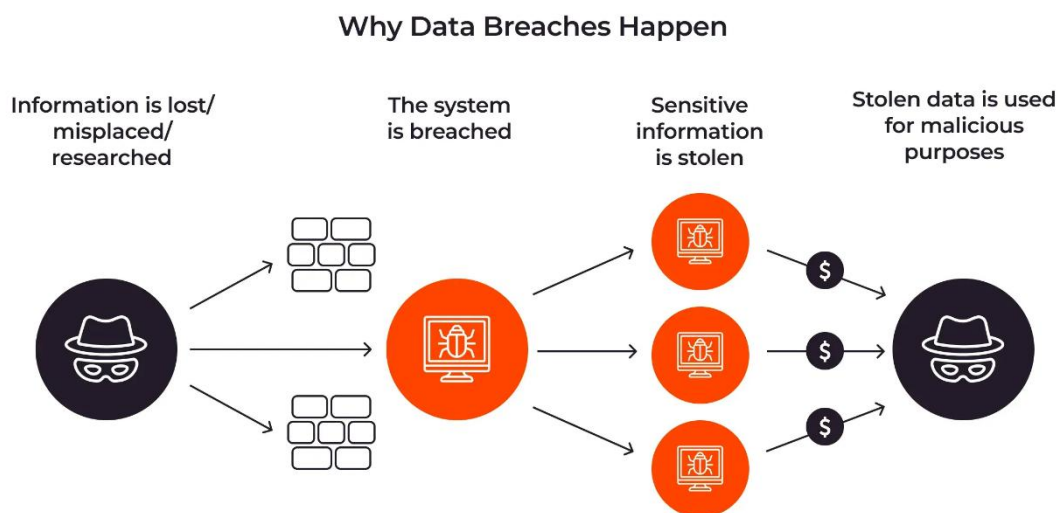 Why Data Breaches Happen
Information is lost/
misplaced/
researched
The system
is breached
Sensitive
information
is stolen
Stolen data is used
for malicious
purposes
$
$
$